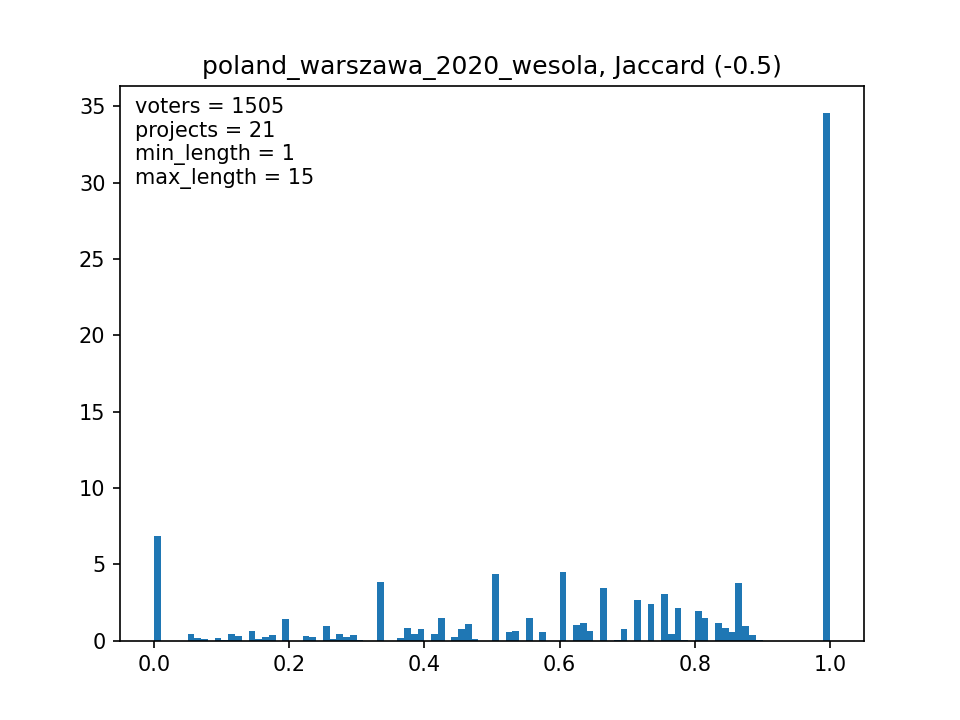 poland_warszawa_2020_wesola, Jaccard (-0.5)
voters = 1505
projects = 21
min_length = 1
max_length = 15
35
30
25
20
15
10
5
0
0.0 0.2 0.4 0.6 0.8 1.0